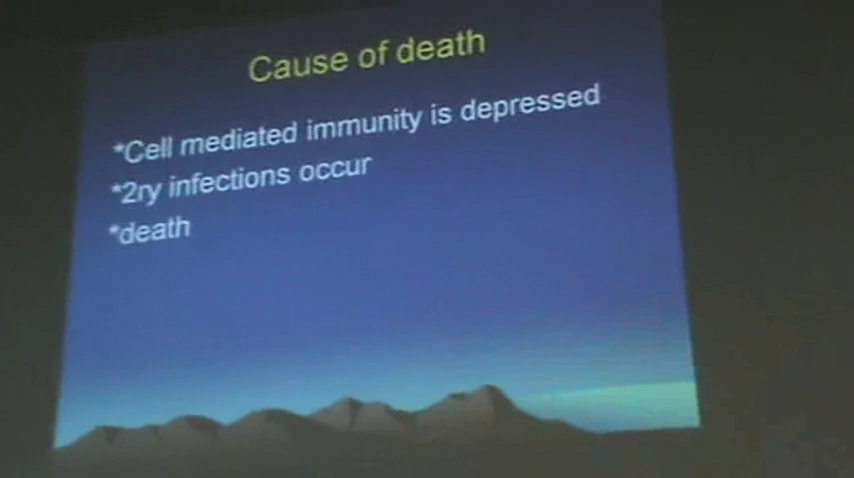 Cause of death
*Cell mediated immunity is depressed
*2ry infections occur
*death